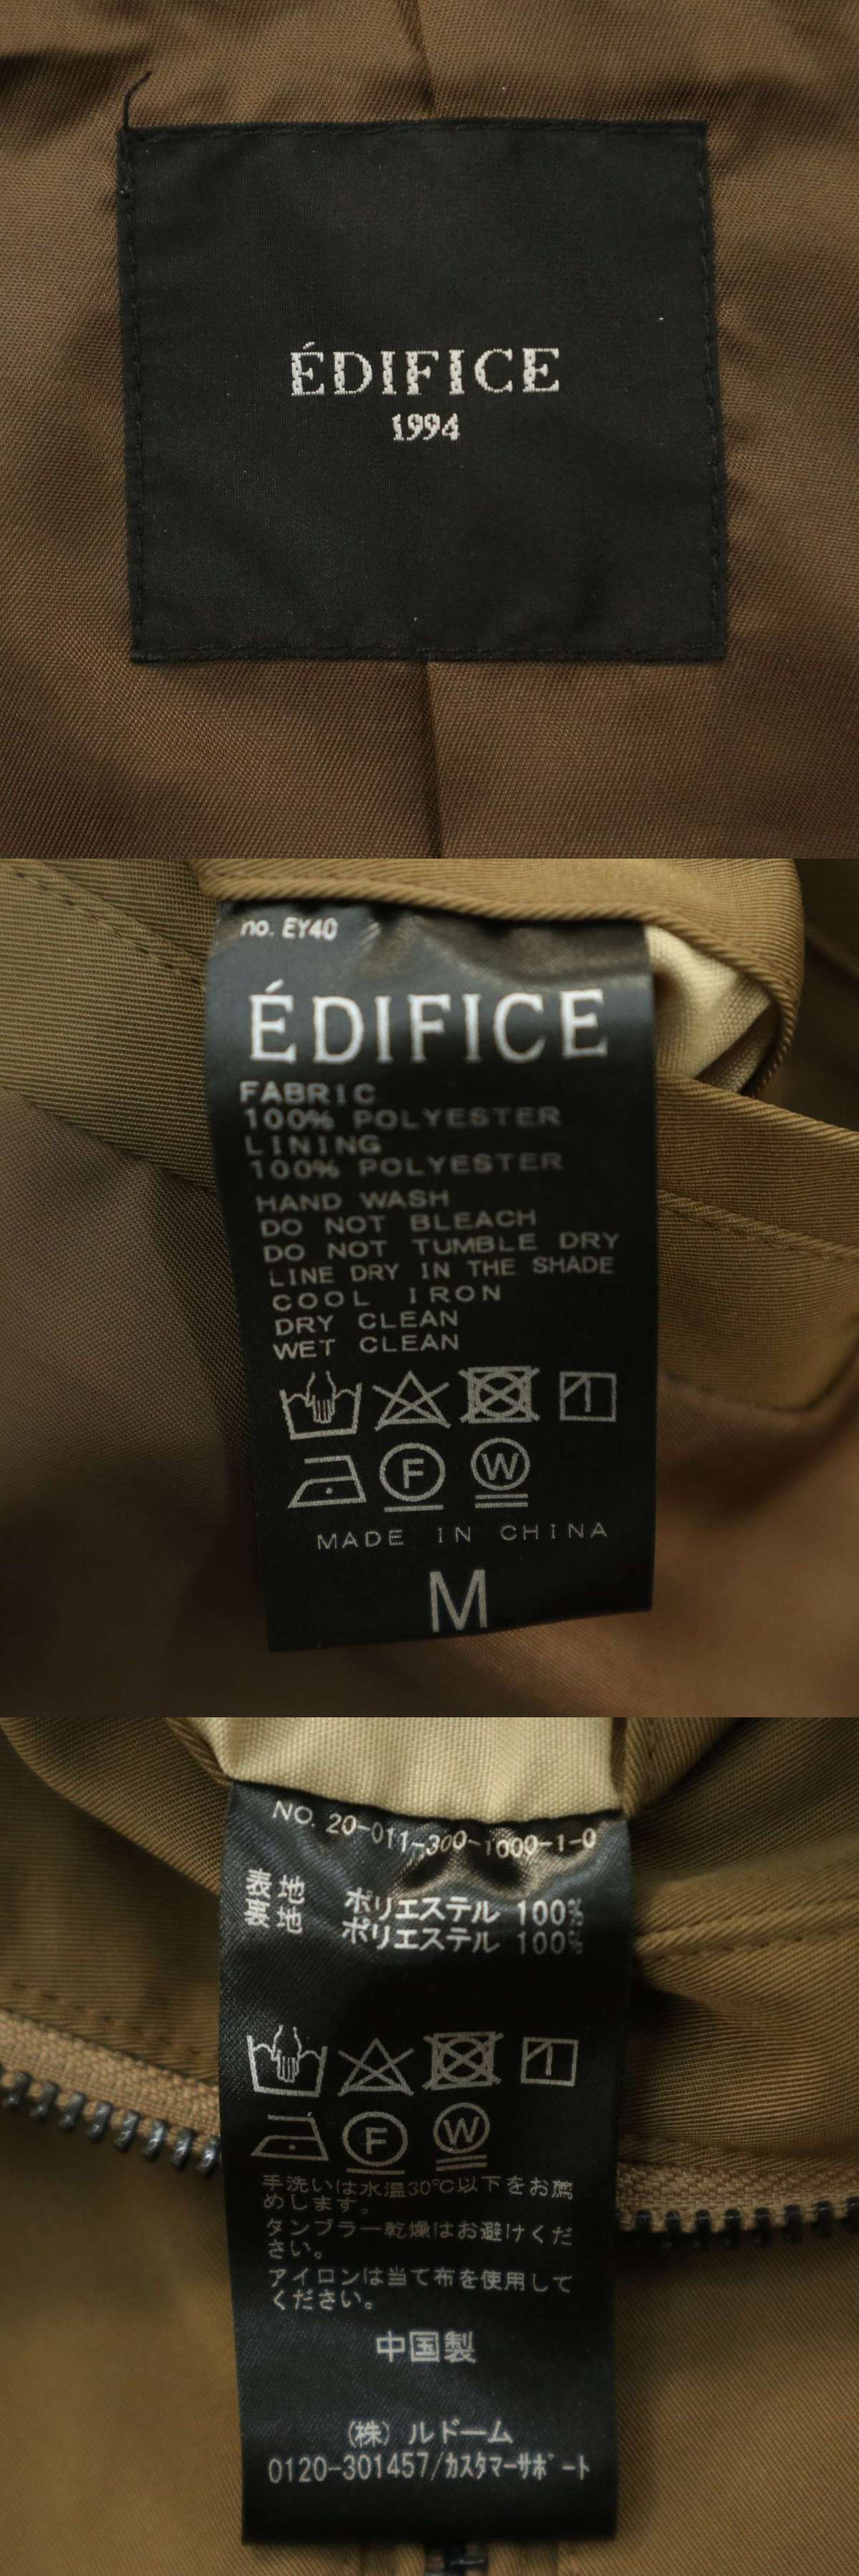 ÉDIFICE
1994
no. EY40
ÉDIFICE
FABRIC
100% POLYESTER
LINING
100% POLYESTER
HAND WASH
DO NOT BLEACH
DO NOT TUMBLE DRY
LINE DRY IN THE SHADE
COOL IRON
DRY CLEAN
WET CLEAN
F W
MADE IN CHINA
M
NO. 20-011-300-1000-1-0
表地 ポリエステル 100%
裏地 ポリエステル 100%
F W
手洗いは水温30℃以下をお薦
めします。
タンブラー乾燥はお避けくだ
さい。
アイロンは当て布を使用して
ください。
中国製
(株) ルドーム
0120-301457/カスタマーサポート